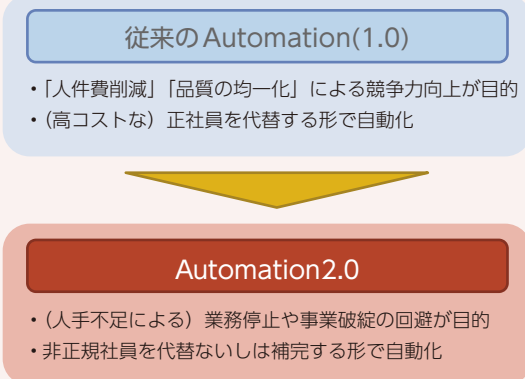 従来のAutomation(1.0)
・「人件費削減」「品質の均一化」による競争力向上が目的
・(高コストな) 正社員を代替する形で自動化
Automation2.0
・(人手不足による) 業務停止や事業破綻の回避が目的
・非正規社員を代替ないしは補完する形で自動化